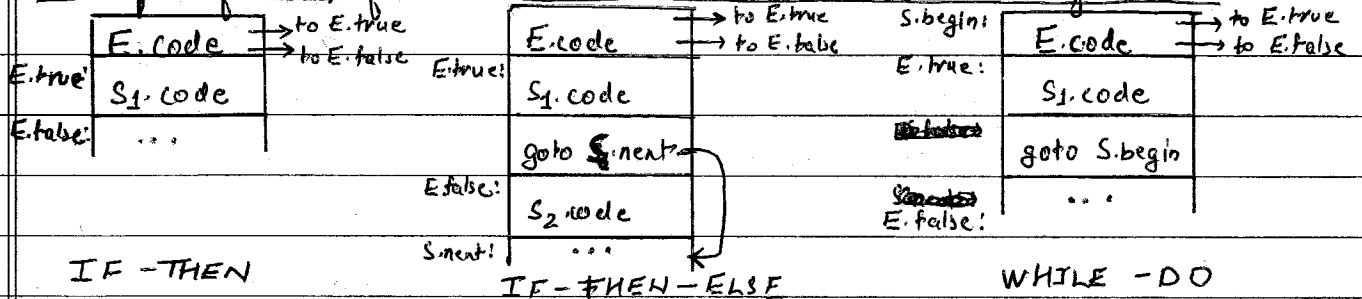 E.code
to E.true
to E.false
E.true:
S1.code
E.false:
...
IF-THEN
E.code
to E.true
to E.false
E.true:
S1.code
goto S.next
E.false:
S2.code
S.next:
...
IF-THEN-ELSE
S.begin:
E.code
to E.true
to E.false
E.true:
S1.code
goto S.begin
E.false:
...
WHILE-DO